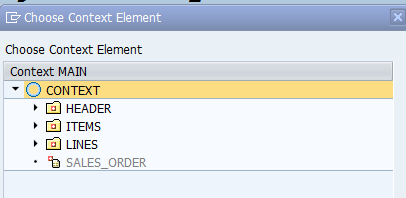 Choose Context Element
Choose Context Element
Context MAIN
CONTEXT
HEADER
ITEMS
LINES
SALES_ORDER